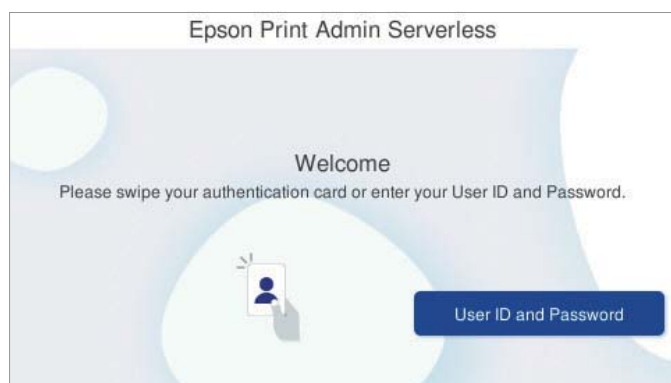 Epson Print Admin Serverless
Welcome
Please swipe your authentication card or enter your User ID and Password.
User ID and Password